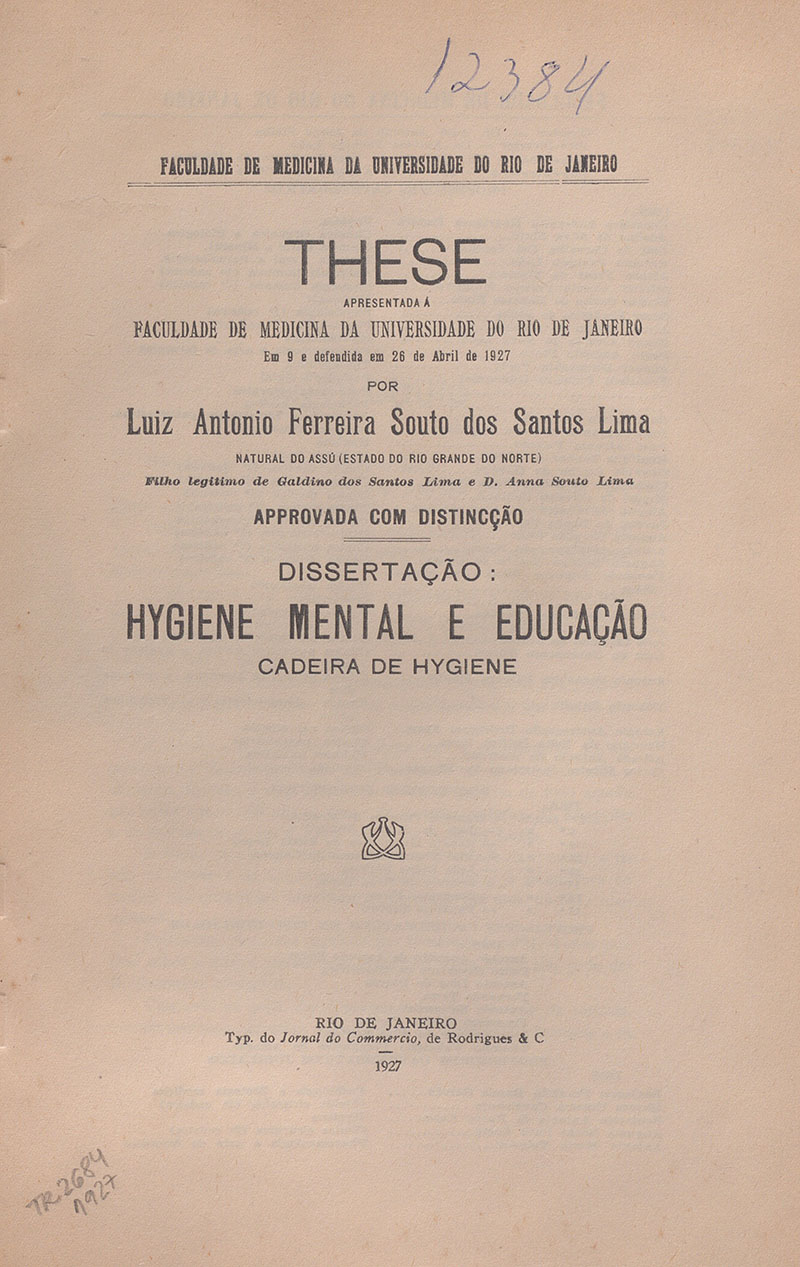 12384
FACULDADE DE MEDICINA DA UNIVERSIDADE DO RIO DE JANEIRO
THESE
APRESENTADA Á
FACULDADE DE MEDICINA DA UNIVERSIDADE DO RIO DE JANEIRO
Em 9 e defendida em 26 de Abril de 1927
POR
Luiz Antonio Ferreira Souto dos Santos Lima
NATURAL DO ASSÚ (ESTADO DO RIO GRANDE DO NORTE)
Filho legitimo de Galdino dos Santos Lima e D. Anna Souto Lima
APPROVADA COM DISTINCÇÃO
DISSERTAÇÃO :
HYGIENE MENTAL E EDUCAÇÃO
CADEIRA DE HYGIENE
RIO DE JANEIRO
Typ. do Jornal do Commercio, de Rodrigues & C
1927
TR.2684
1927